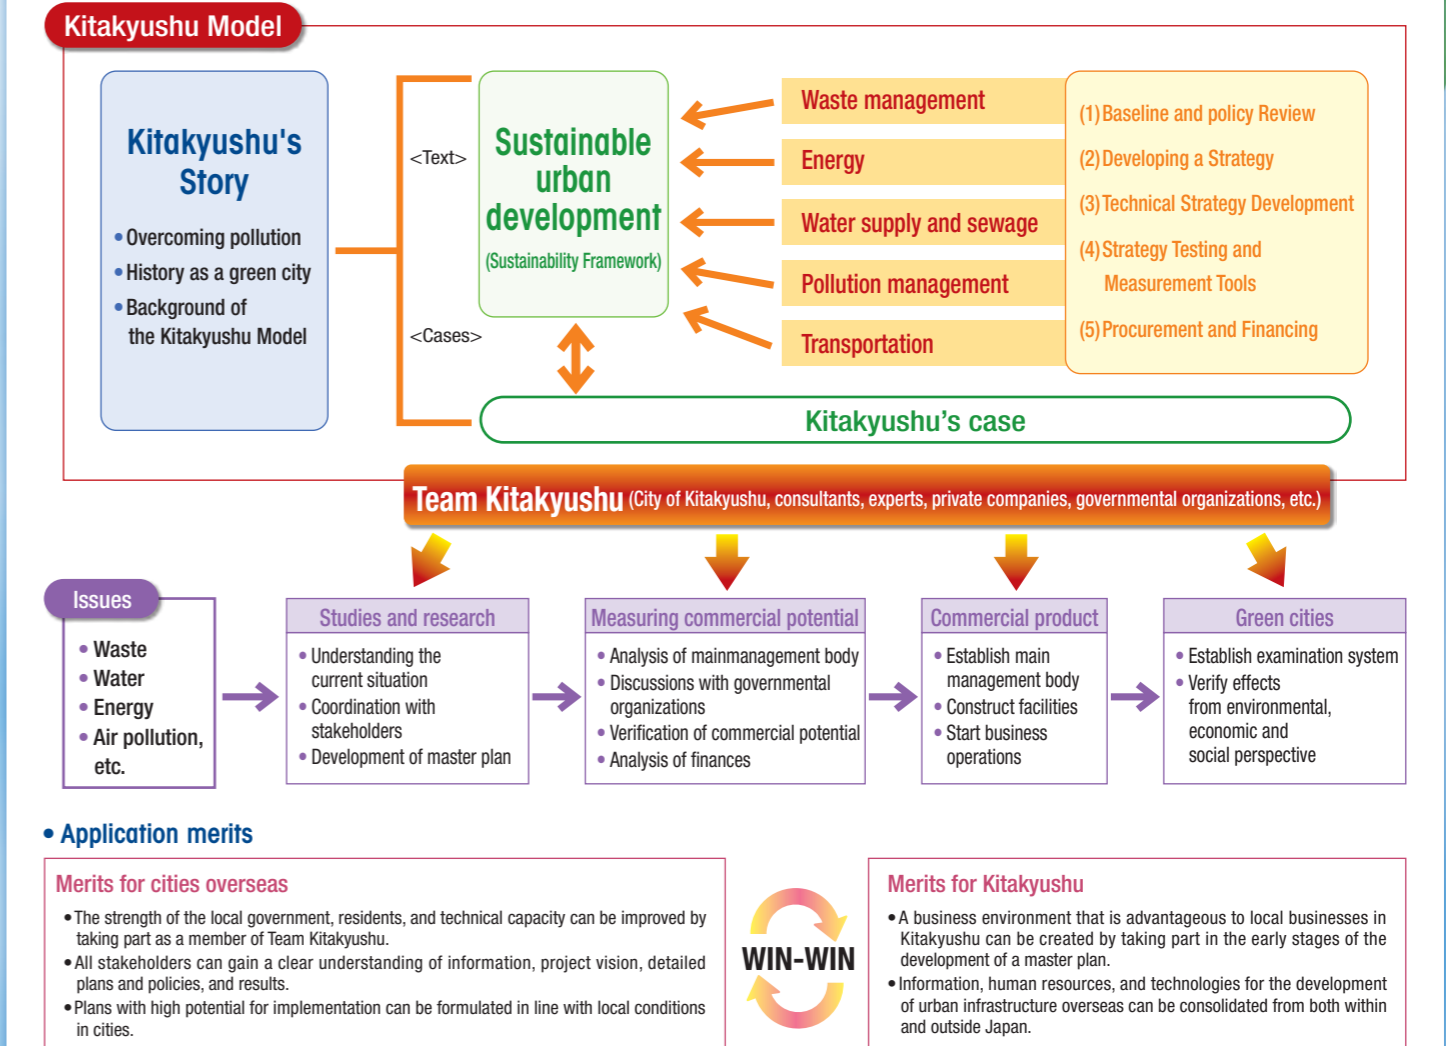 Kitakyushu Model
Kitakyushu's
Story
• Overcoming pollution
• History as a green city
• Background of
the Kitakyushu Model
<Text>
<Cases>
Sustainable
urban
development
(Sustainability Framework)
Waste management
Energy
Water supply and sewage
Pollution management
Transportation
(1) Baseline and policy Review
(2) Developing a Strategy
(3) Technical Strategy Development
(4) Strategy Testing and
Measurement Tools
(5) Procurement and Financing
Kitakyushu's case
Team Kitakyushu (City of Kitakyushu, consultants, experts, private companies, governmental organizations, etc.)
Issues
• Waste
• Water
• Energy
• Air pollution,
etc.
Studies and research
• Understanding the
current situation
• Coordination with
stakeholders
• Development of master plan
Measuring commercial potential
• Analysis of mainmanagement body
• Discussions with governmental
organizations
• Verification of commercial potential
• Analysis of finances
Commercial product
• Establish main
management body
• Construct facilities
• Start business
operations
Green cities
• Establish examination system
• Verify effects
from environmental,
economic and
social perspective
• Application merits
Merits for cities overseas
• The strength of the local government, residents, and technical capacity can be improved by
taking part as a member of Team Kitakyushu.
• All stakeholders can gain a clear understanding of information, project vision, detailed
plans and policies, and results.
• Plans with high potential for implementation can be formulated in line with local conditions
in cities.
WIN-WIN
Merits for Kitakyushu
• A business environment that is advantageous to local businesses in
Kitakyushu can be created by taking part in the early stages of the
development of a master plan.
• Information, human resources, and technologies for the development
of urban infrastructure overseas can be consolidated from both within
and outside Japan.